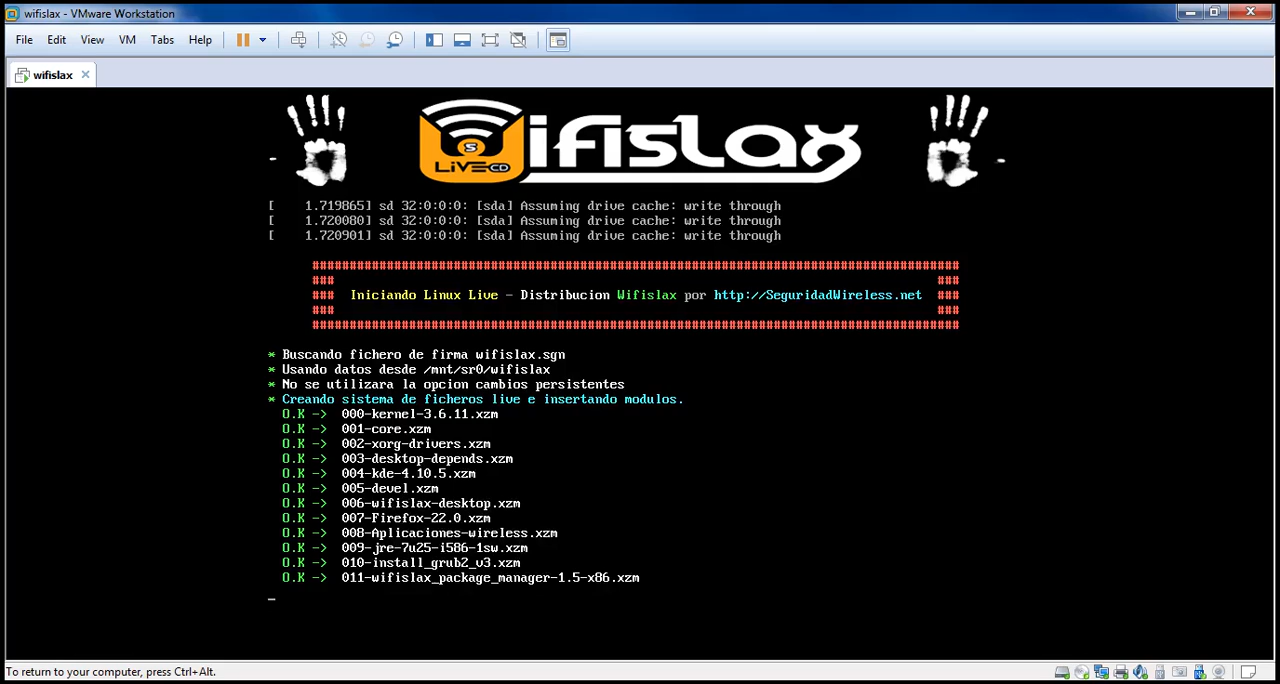 wifislax - VMware Workstation
File Edit View VM Tabs Help
wifislax
Wifislax
LiVECD
S
[ 1.719865] sd 32:0:0:0: [sda] Assuming drive cache: write through
[ 1.720080] sd 32:0:0:0: [sda] Assuming drive cache: write through
[ 1.720901] sd 32:0:0:0: [sda] Assuming drive cache: write through
#######################################################################################
### ###
### Iniciando Linux Live - Distribucion Wifislax por http://SeguridadWireless.net ###
### ###
#######################################################################################
* Buscando fichero de firma wifislax.sgn
* Usando datos desde /mnt/sr0/wifislax
* No se utilizara la opcion cambios persistentes
* Creando sistema de ficheros live e insertando modulos.
O.K -> 000-kernel-3.6.11.xzm
O.K -> 001-core.xzm
O.K -> 002-xorg-drivers.xzm
O.K -> 003-desktop-depends.xzm
O.K -> 004-kde-4.10.5.xzm
O.K -> 005-devel.xzm
O.K -> 006-wifislax-desktop.xzm
O.K -> 007-Firefox-22.0.xzm
O.K -> 008-Aplicaciones-wireless.xzm
O.K -> 009-jre-7u25-i586-1sw.xzm
O.K -> 010-install_grub2_v3.xzm
O.K -> 011-wifislax_package_manager-1.5-x86.xzm
_
To return to your computer, press Ctrl+Alt.